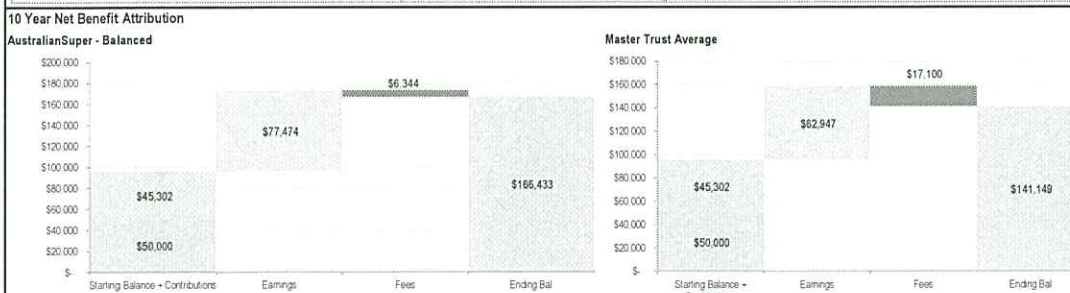 10 Year Net Benefit Attribution
AustralianSuper - Balanced
$200.000
$180.000
$160.000
$140.000
$120.000
$100.000
$80.000
$60.000
$40.000
$20.000
$-
$45,302
$50,000
$77,474
$6.344
$166,433
Starting Balance + Contributions
Earnings
Fees
Ending Bal
Master Trust Average
$180.000
$160.000
$140.000
$120.000
$100.000
$80.000
$60.000
$40.000
$20.000
$-
$45,302
$50,000
$62,947
$17,100
$141,149
Starting Balance +
Earnings
Fees
Ending Bal